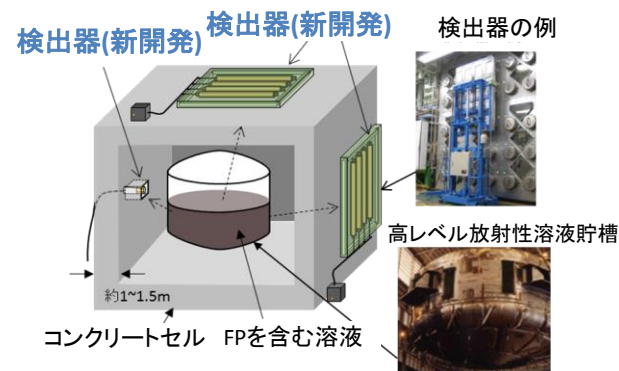 検出器(新開発)
検出器(新開発)
検出器の例
高レベル放射性溶液貯槽
約1~1.5m
コンクリートセル
FPを含む溶液